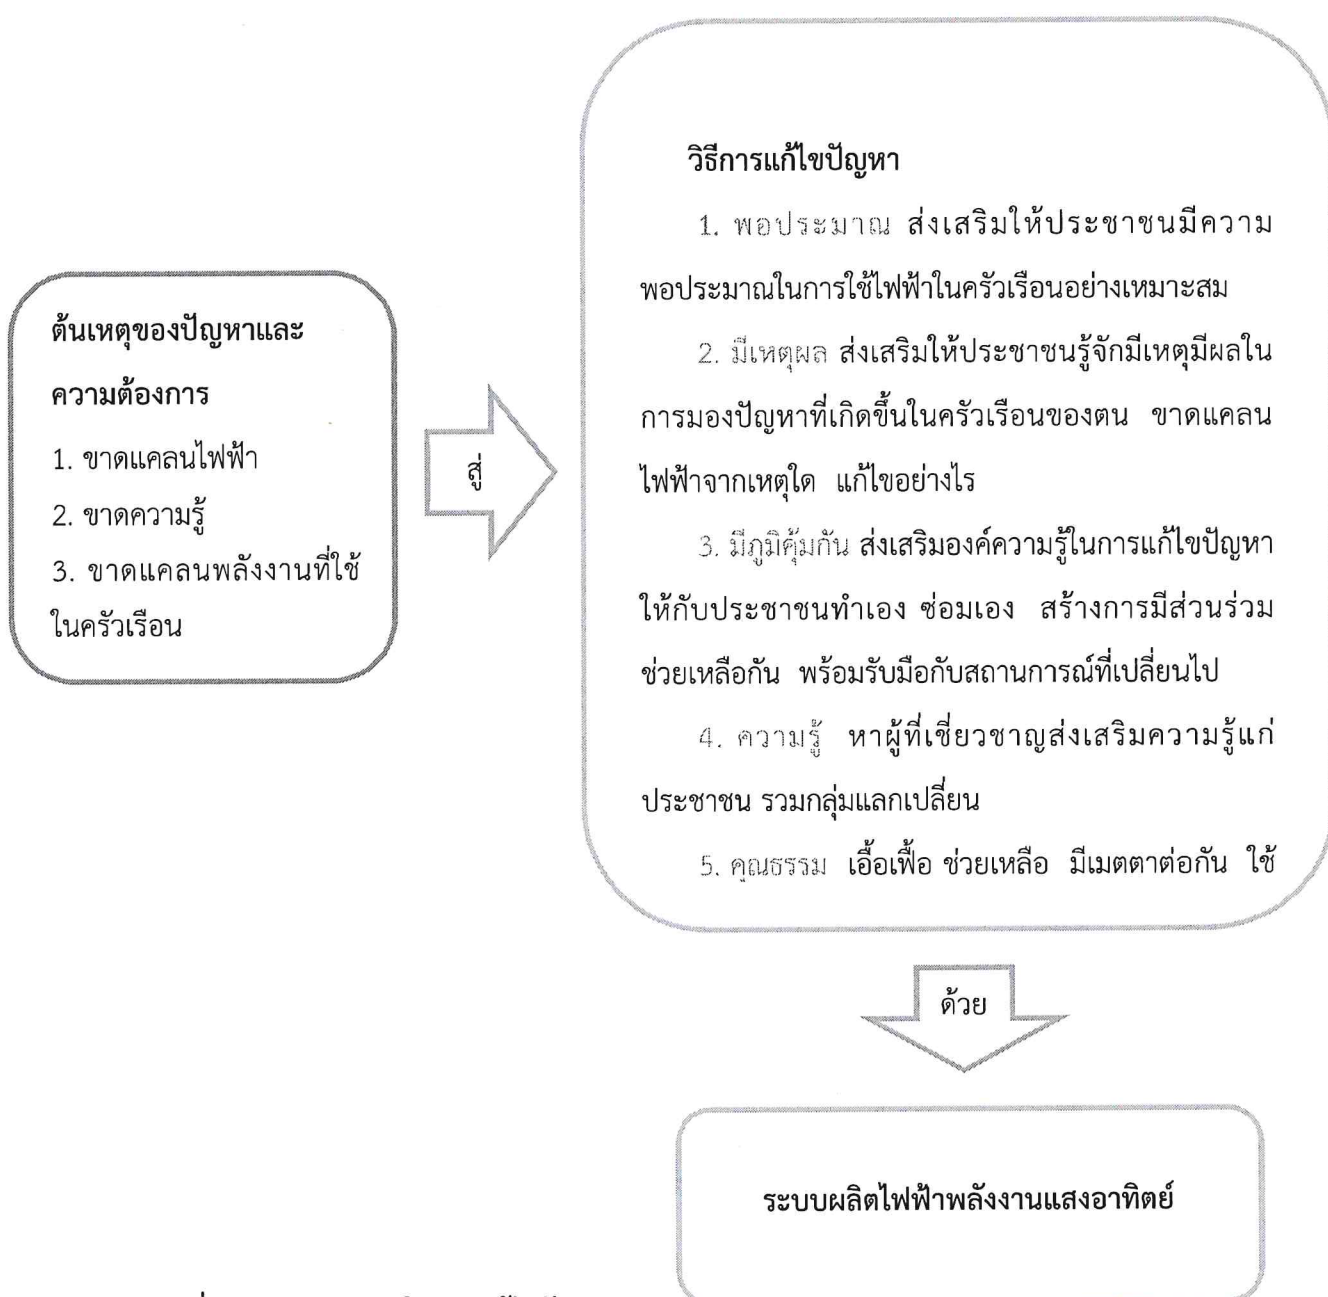 ต้นเหตุของปัญหาและ
ความต้องการ
1. ขาดแคลนไฟฟ้า
2. ขาดความรู้
3. ขาดแคลนพลังงานที่ใช้
ในครัวเรือน
สู่
วิธีการแก้ไขปัญหา
1. พอประมาณ ส่งเสริมให้ประชาชนมีความ
พอประมาณในการใช้ไฟฟ้าในครัวเรือนอย่างเหมาะสม
2. มีเหตุผล ส่งเสริมให้ประชาชนรู้จักมีเหตุมีผลใน
การมองปัญหาที่เกิดขึ้นในครัวเรือนของตน ขาดแคลน
ไฟฟ้าจากเหตุใด แก้ไขอย่างไร
3. มีภูมิคุ้มกัน ส่งเสริมองค์ความรู้ในการแก้ไขปัญหา
ให้กับประชาชนทำเอง ซ่อมเอง สร้างการมีส่วนร่วม
ช่วยเหลือกัน พร้อมรับมือกับสถานการณ์ที่เปลี่ยนไป
4. ความรู้ หาผู้ที่เชี่ยวชาญส่งเสริมความรู้แก่
ประชาชน รวมกลุ่มแลกเปลี่ยน
5. คุณธรรม เอื้อเฟื้อ ช่วยเหลือ มีเมตตาต่อกัน ใช้
ด้วย
ระบบผลิตไฟฟ้าพลังงานแสงอาทิตย์